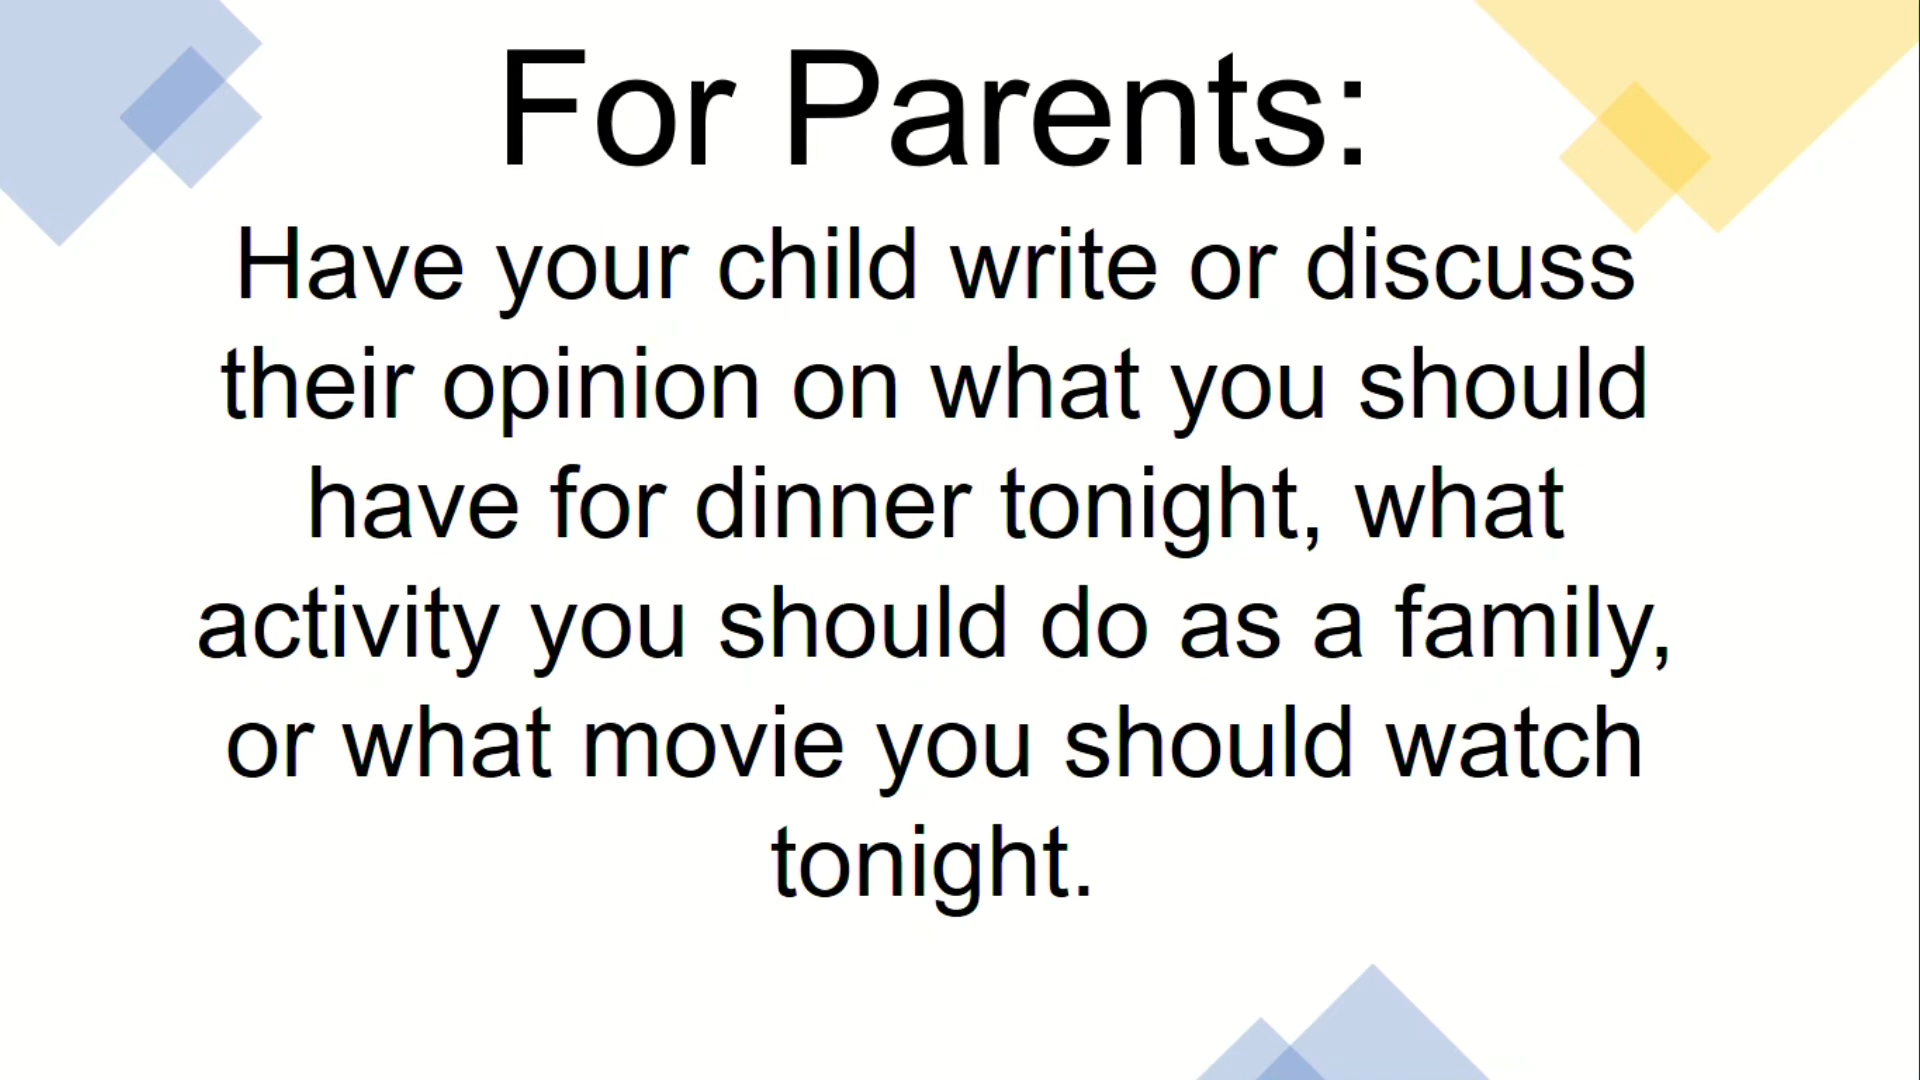 For Parents:
Have your child write or discuss
their opinion on what you should
have for dinner tonight, what
activity you should do as a family,
or what movie you should watch
tonight.